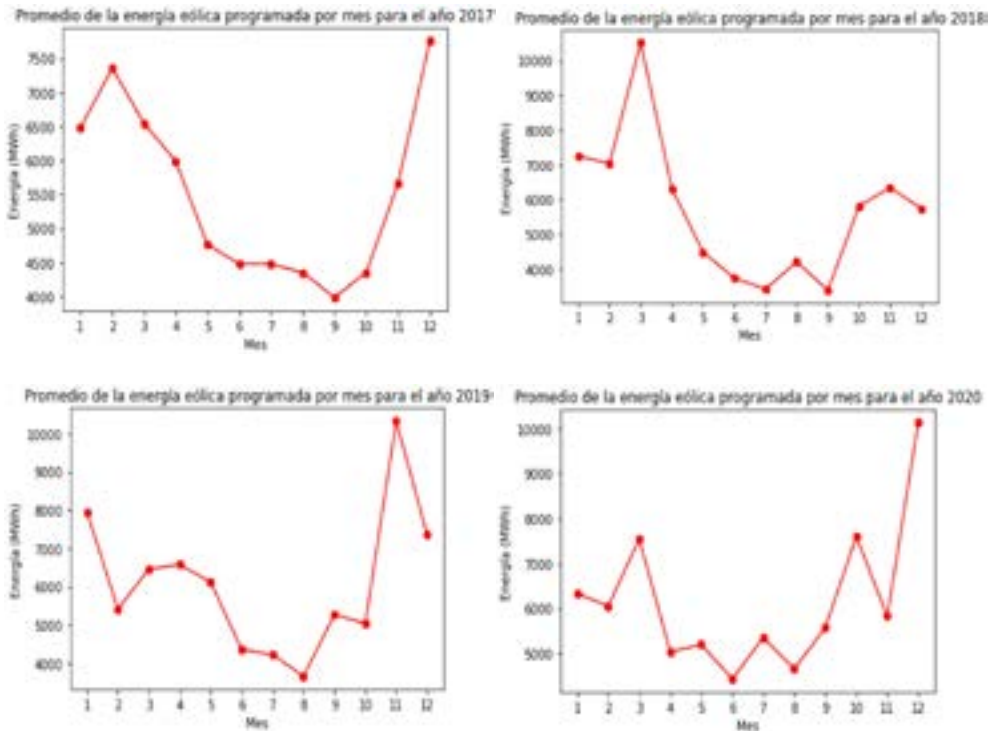 Promedio de la energía eólica programada por mes para el año 2017
7500
7000
6500
6000
5500
5000
4500
4000
Energía (MWh)
1 2 3 4 5 6 7 8 9 10 11 12
Mes
Promedio de la energía eólica programada por mes para el año 2018
10000
9000
8000
7000
6000
5000
4000
Energía (MWh)
1 2 3 4 5 6 7 8 9 10 11 12
Mes
Promedio de la energía eólica programada por mes para el año 2019
10000
9000
8000
7000
6000
5000
4000
Energía (MWh)
1 2 3 4 5 6 7 8 9 10 11 12
Mes
Promedio de la energía eólica programada por mes para el año 2020
10000
9000
8000
7000
6000
5000
Energía (MWh)
1 2 3 4 5 6 7 8 9 10 11 12
Mes